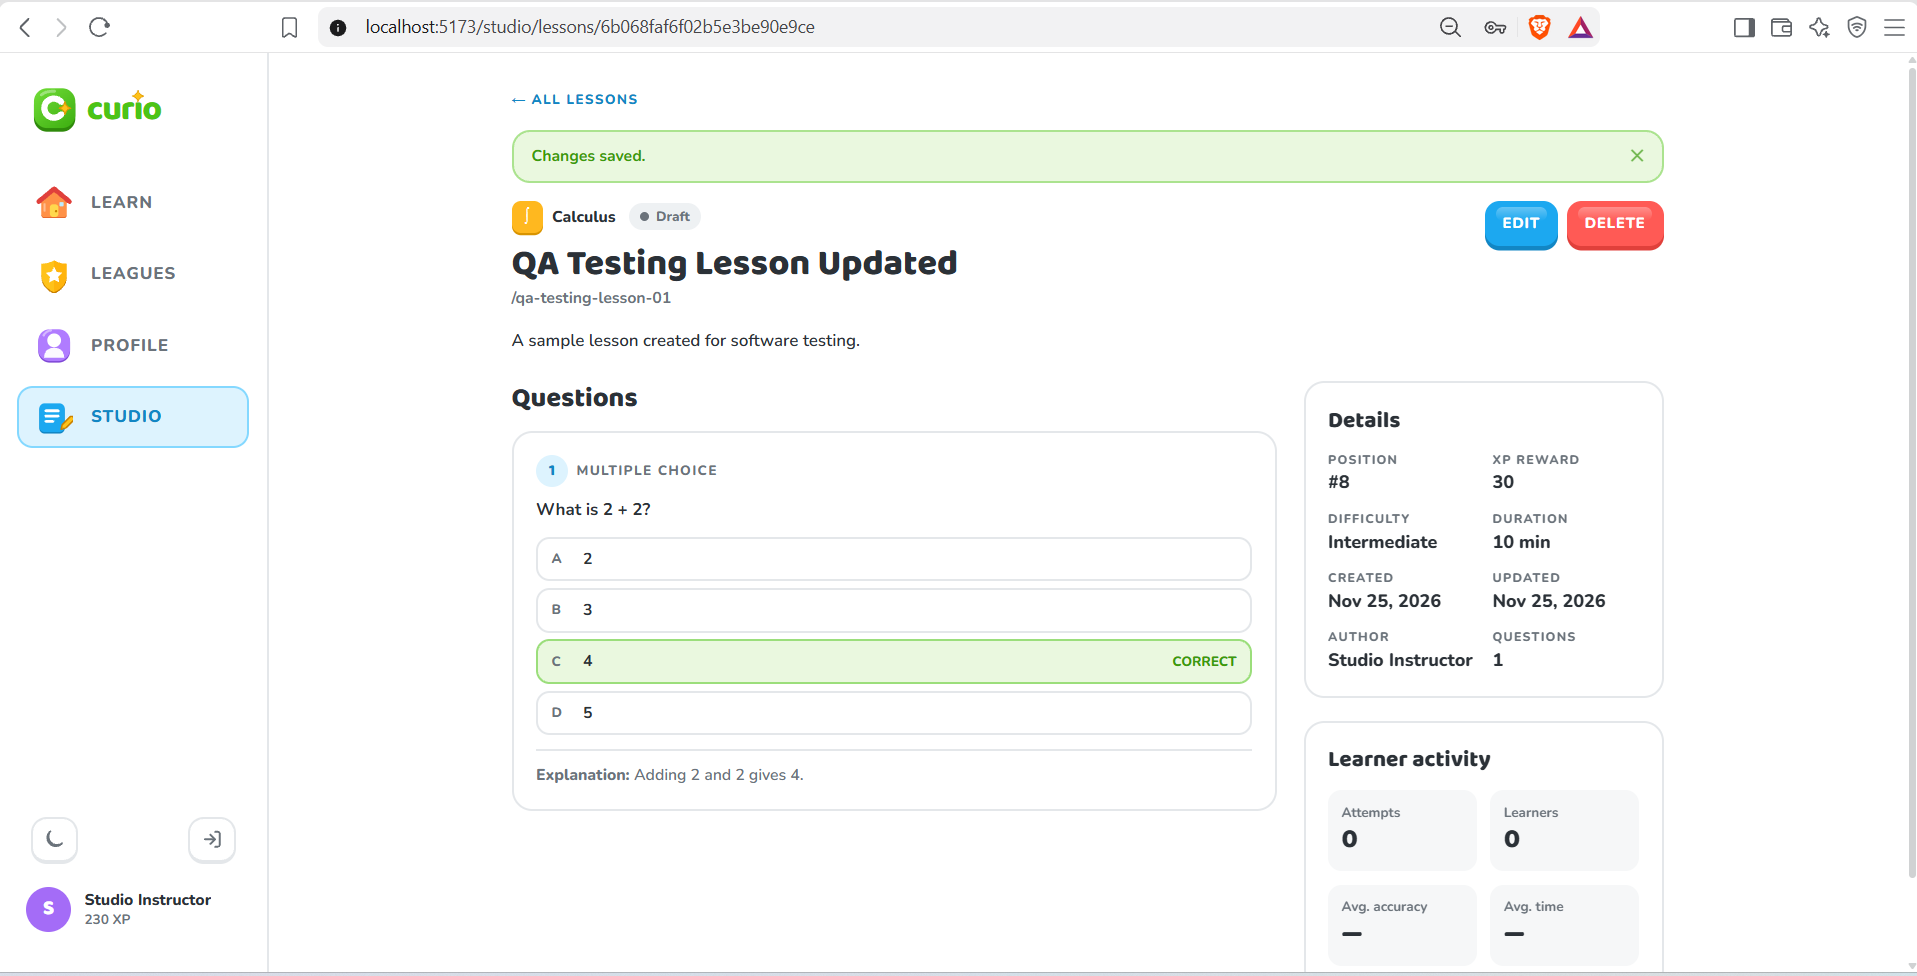 localhost:5173/studio/lessons/6b068faf6f02b5e3be90e9ce
curio
LEARN
LEAGUES
PROFILE
STUDIO
Studio Instructor
230 XP
S
← ALL LESSONS
Changes saved.
Calculus
Draft
EDIT
DELETE
QA Testing Lesson Updated
/qa-testing-lesson-01
A sample lesson created for software testing.
Questions
1 MULTIPLE CHOICE
What is 2 + 2?
A 2
B 3
C 4 CORRECT
D 5
Explanation: Adding 2 and 2 gives 4.
Details
POSITION
#8
XP REWARD
30
DIFFICULTY
Intermediate
DURATION
10 min
CREATED
Nov 25, 2026
UPDATED
Nov 25, 2026
AUTHOR
Studio Instructor
QUESTIONS
1
Learner activity
Attempts
0
Learners
0
Avg. accuracy
—
Avg. time
—